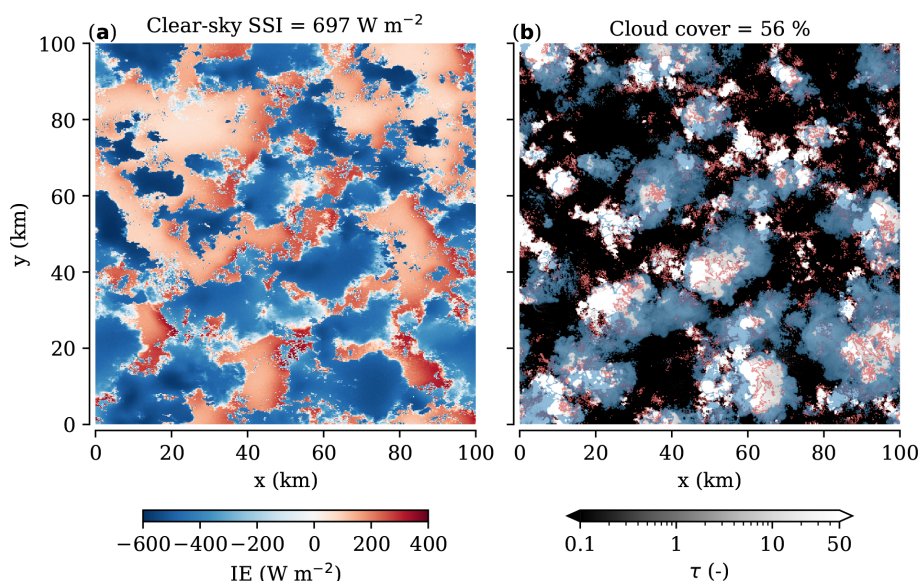 (a) Clear-sky SSI = 697 W m⁻²
100
80
60
40
20
0
y (km)
0 20 40 60 80 100
x (km)
−600 −400 −200 0 200 400
IE (W m⁻²)
(b) Cloud cover = 56 %
0 20 40 60 80 100
x (km)
0.1 1 10 50
τ (-)